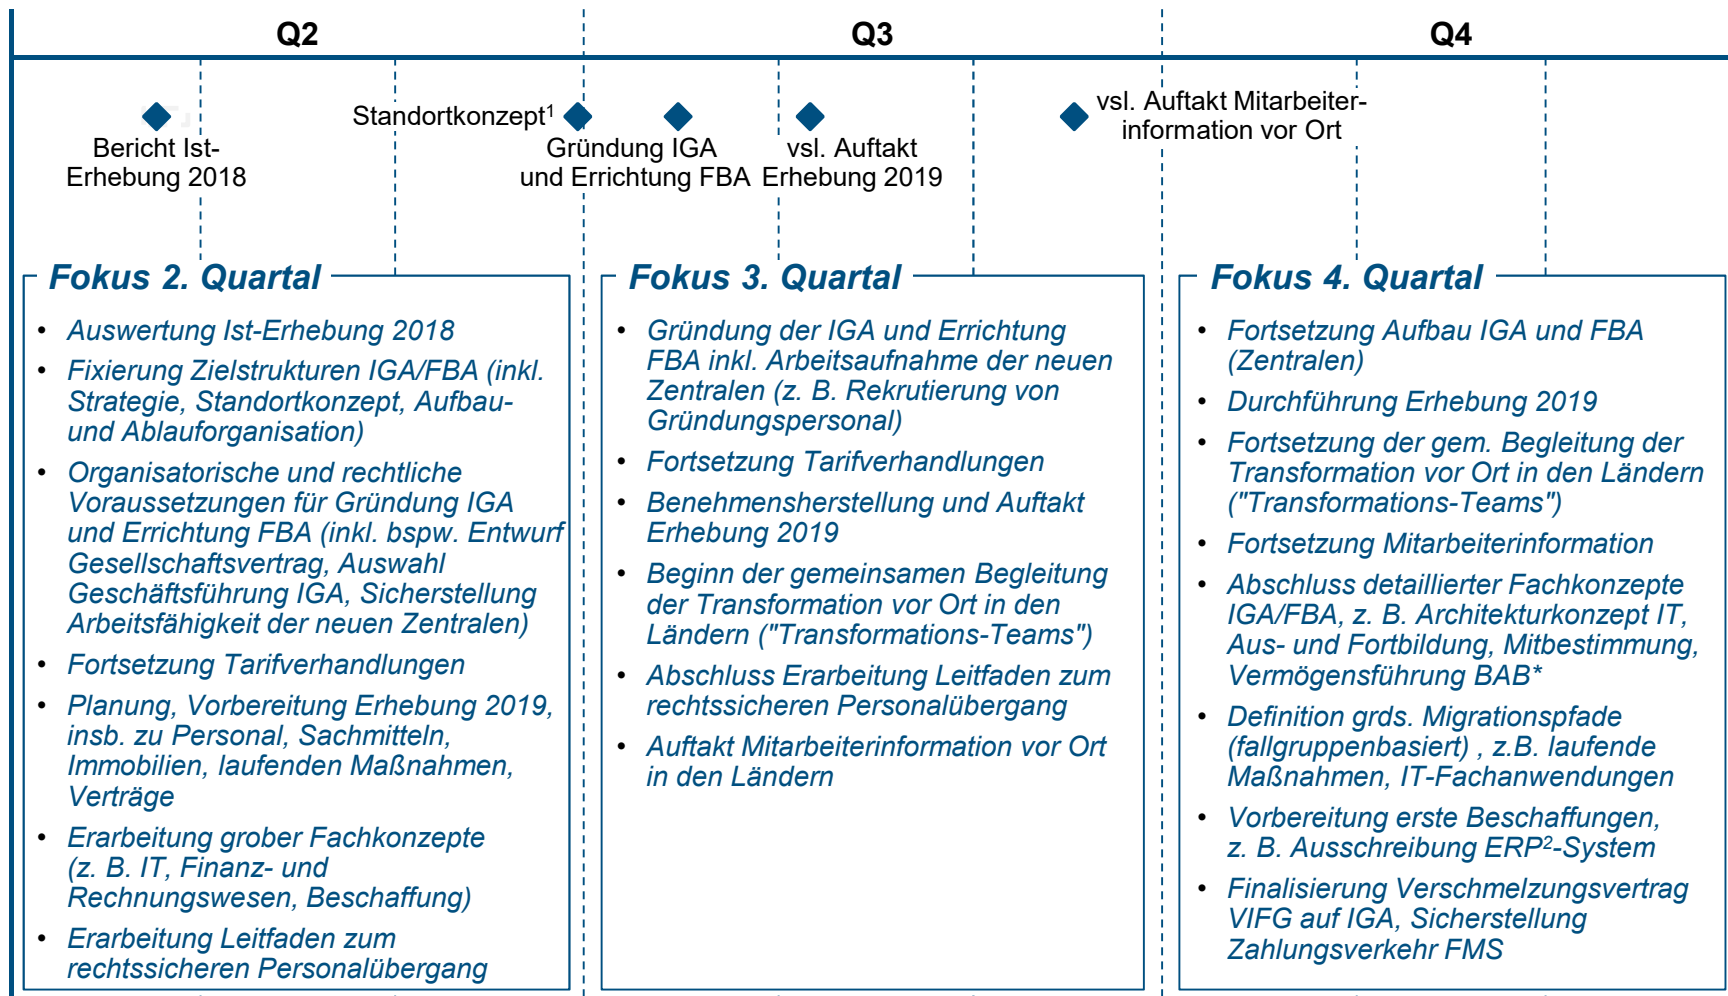 Q2
Q3
Q4
Standortkonzept¹
vsl. Auftakt Mitarbeiter-
information vor Ort
Bericht Ist-
Erhebung 2018
Gründung IGA
und Errichtung FBA
vsl. Auftakt
Erhebung 2019
Fokus 2. Quartal
• Auswertung Ist-Erhebung 2018
• Fixierung Zielstrukturen IGA/FBA (inkl.
Strategie, Standortkonzept, Aufbau-
und Ablauforganisation)
• Organisatorische und rechtliche
Voraussetzungen für Gründung IGA
und Errichtung FBA (inkl. bspw. Entwurf
Gesellschaftsvertrag, Auswahl
Geschäftsführung IGA, Sicherstellung
Arbeitsfähigkeit der neuen Zentralen)
• Fortsetzung Tarifverhandlungen
• Planung, Vorbereitung Erhebung 2019,
insb. zu Personal, Sachmitteln,
Immobilien, laufenden Maßnahmen,
Verträge
• Erarbeitung grober Fachkonzepte
(z. B. IT, Finanz- und
Rechnungswesen, Beschaffung)
• Erarbeitung Leitfaden zum
rechtssicheren Personalübergang
Fokus 3. Quartal
• Gründung der IGA und Errichtung
FBA inkl. Arbeitsaufnahme der neuen
Zentralen (z. B. Rekrutierung von
Gründungspersonal)
• Fortsetzung Tarifverhandlungen
• Benehmensherstellung und Auftakt
Erhebung 2019
• Beginn der gemeinsamen Begleitung
der Transformation vor Ort in den
Ländern ("Transformations-Teams")
• Abschluss Erarbeitung Leitfaden zum
rechtssicheren Personalübergang
• Auftakt Mitarbeiterinformation vor Ort
in den Ländern
Fokus 4. Quartal
• Fortsetzung Aufbau IGA und FBA
(Zentralen)
• Durchführung Erhebung 2019
• Fortsetzung der gem. Begleitung der
Transformation vor Ort in den Ländern
("Transformations-Teams")
• Fortsetzung Mitarbeiterinformation
• Abschluss detaillierter Fachkonzepte
IGA/FBA, z. B. Architekturkonzept IT,
Aus- und Fortbildung, Mitbestimmung,
Vermögensführung BAB*
• Definition grds. Migrationspfade
(fallgruppenbasiert) , z.B. laufende
Maßnahmen, IT-Fachanwendungen
• Vorbereitung erste Beschaffungen,
z. B. Ausschreibung ERP²-System
• Finalisierung Verschmelzungsvertrag
VIFG auf IGA, Sicherstellung
Zahlungsverkehr FMS